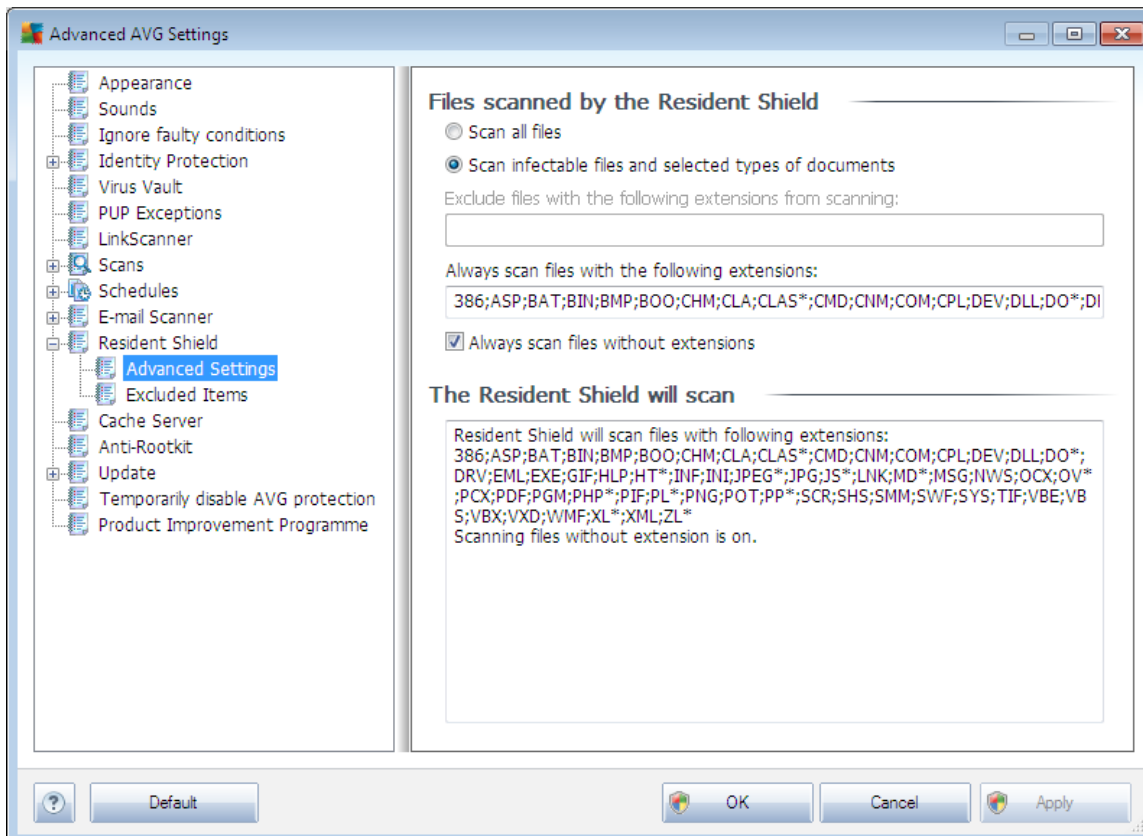 Advanced AVG Settings
Appearance
Sounds
Ignore faulty conditions
Identity Protection
Virus Vault
PUP Exceptions
LinkScanner
Scans
Schedules
E-mail Scanner
Resident Shield
Advanced Settings
Excluded Items
Cache Server
Anti-Rootkit
Update
Temporarily disable AVG protection
Product Improvement Programme
Files scanned by the Resident Shield
Scan all files
Scan infectable files and selected types of documents
Exclude files with the following extensions from scanning:
Always scan files with the following extensions:
386;ASP;BAT;BIN;BMP;BOO;CHM;CLA;CLAS*;CMD;CNM;COM;CPL;DEV;DLL;DO*;
Always scan files without extensions
The Resident Shield will scan
Resident Shield will scan files with following extensions:
386;ASP;BAT;BIN;BMP;BOO;CHM;CLA;CLAS*;CMD;CNM;COM;CPL;DEV;DLL;DO*;
DRV;EML;EXE;GIF;HLP;HT*;INF;INI;JPEG*;JPG;JS*;LNK;MD*;MSG;NWS;OCX;OV*
;PCX;PDF;PGM;PHP*;PIF;PL*;PNG;POT;PP*;SCR;SHS;SMM;SWF;SYS;TIF;VBE;VB
S;VBX;VXD;WMF;XL*;XML;ZL*
Scanning files without extension is on.
?
Default
OK
Cancel
Apply